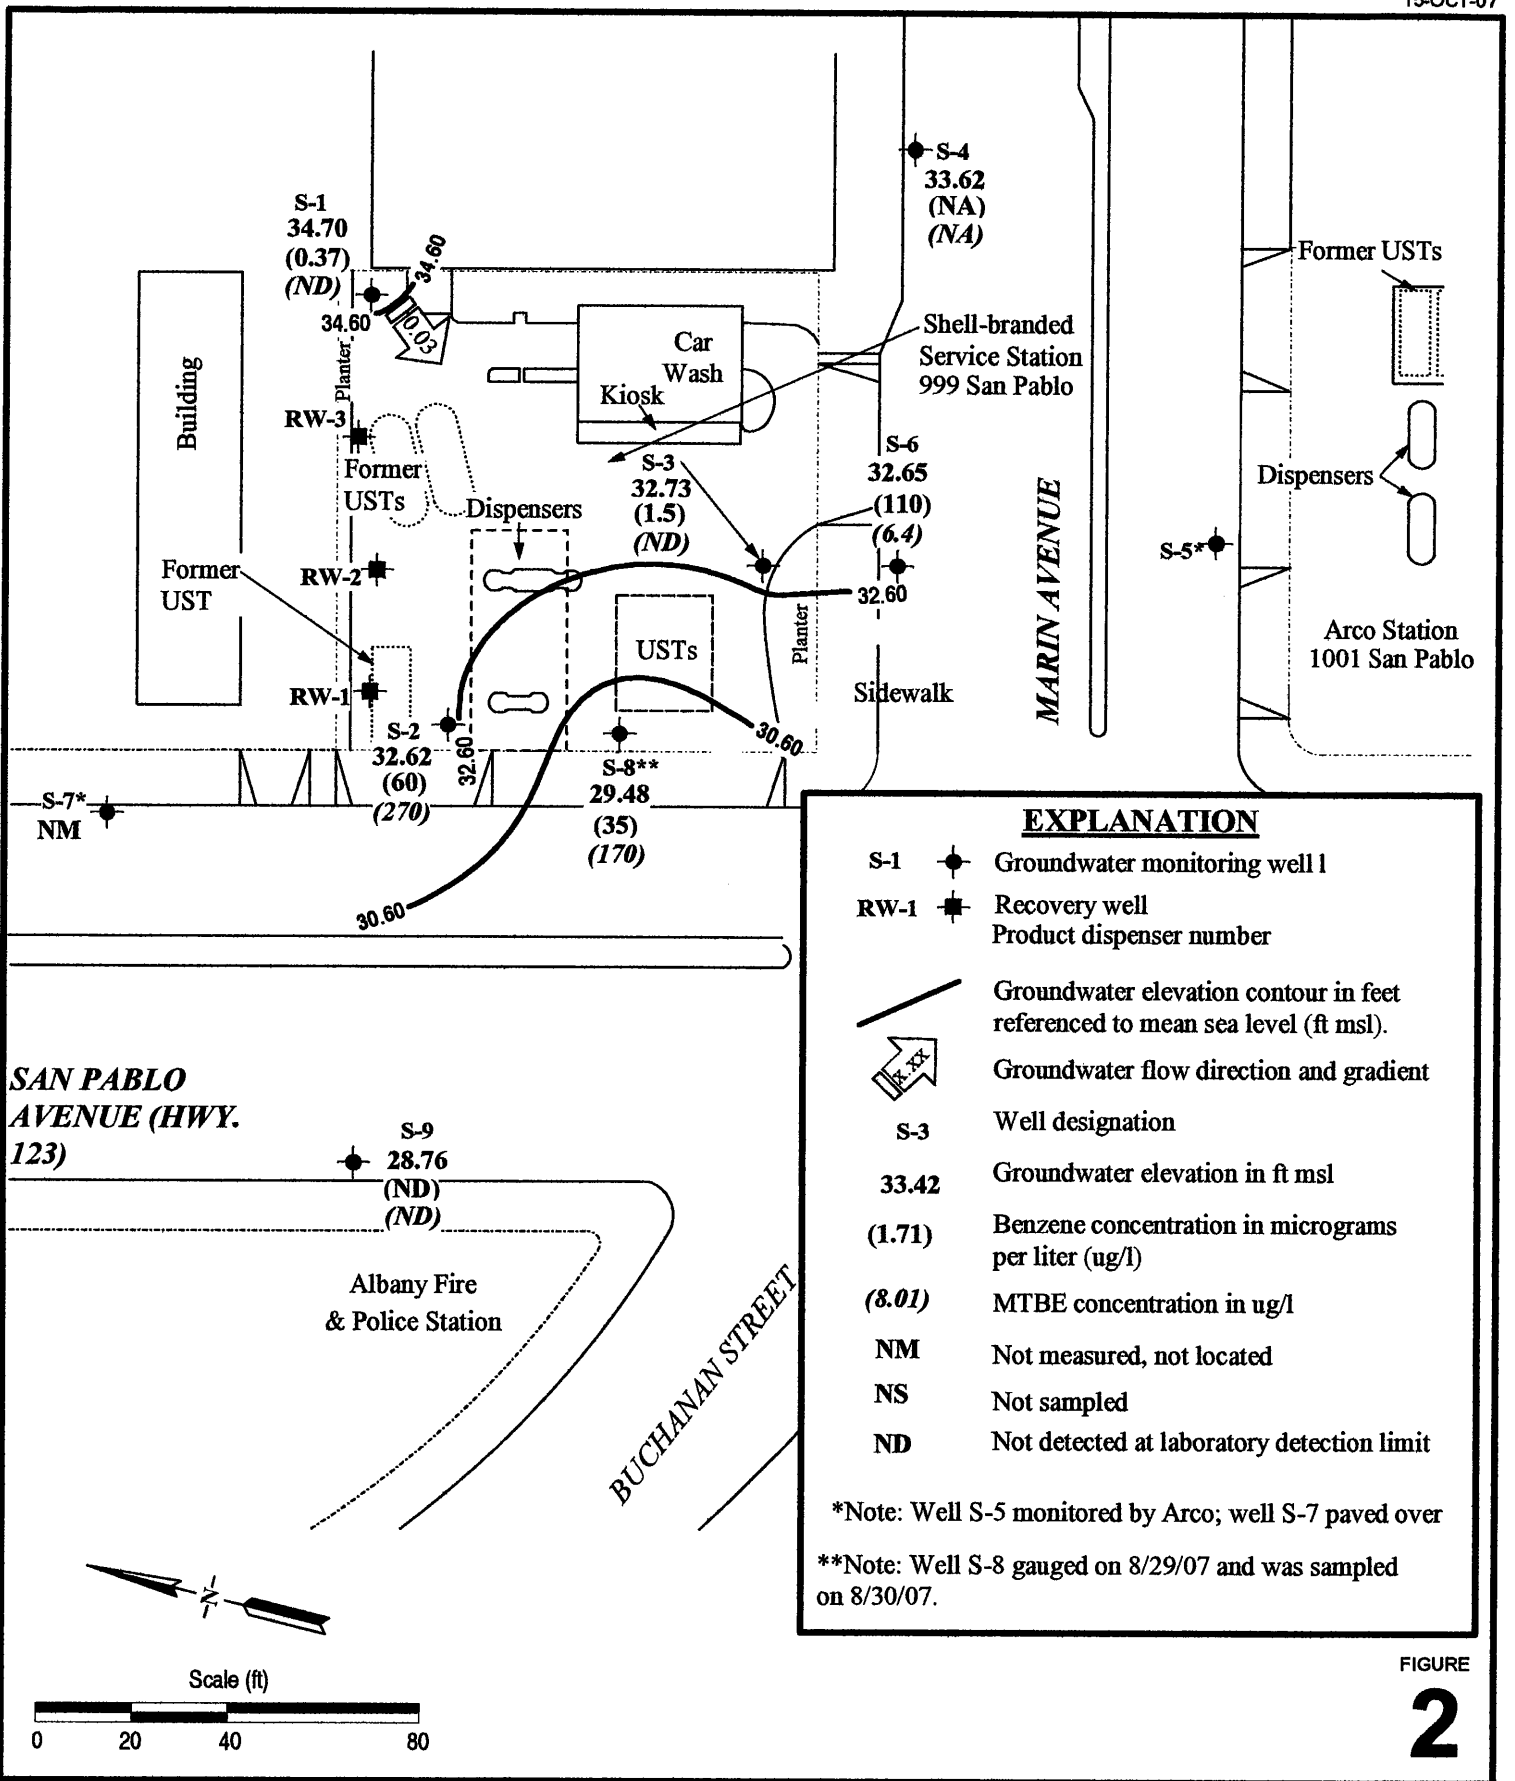 15-OCT-07
S-4
33.62
(NA)
(NA)
S-1
34.70
(0.37)
(ND)
34.60
34.60
0.03
Former USTs
Building
Planter
Car
Wash
Kiosk
Shell-branded
Service Station
999 San Pablo
RW-3
Former
USTs
Dispensers
S-3
32.73
(1.5)
(ND)
S-6
32.65
(110)
(6.4)
Dispensers
MARIN AVENUE
S-5*
Former
UST
RW-2
32.60
USTs
Planter
Arco Station
1001 San Pablo
RW-1
Sidewalk
S-2
32.62
(60)
(270)
32.60
30.60
S-8**
29.48
(35)
(170)
S-7*
NM
30.60
SAN PABLO
AVENUE (HWY.
123)
S-9
28.76
(ND)
(ND)
Albany Fire
& Police Station
BUCHANAN STREET
EXPLANATION
S-1 Groundwater monitoring well l
RW-1 Recovery well
Product dispenser number
Groundwater elevation contour in feet
referenced to mean sea level (ft msl).
x.xx Groundwater flow direction and gradient
S-3 Well designation
33.42 Groundwater elevation in ft msl
(1.71) Benzene concentration in micrograms
per liter (ug/l)
(8.01) MTBE concentration in ug/l
NM Not measured, not located
NS Not sampled
ND Not detected at laboratory detection limit
*Note: Well S-5 monitored by Arco; well S-7 paved over
**Note: Well S-8 gauged on 8/29/07 and was sampled
on 8/30/07.
N
Scale (ft)
0 20 40 80
FIGURE
2